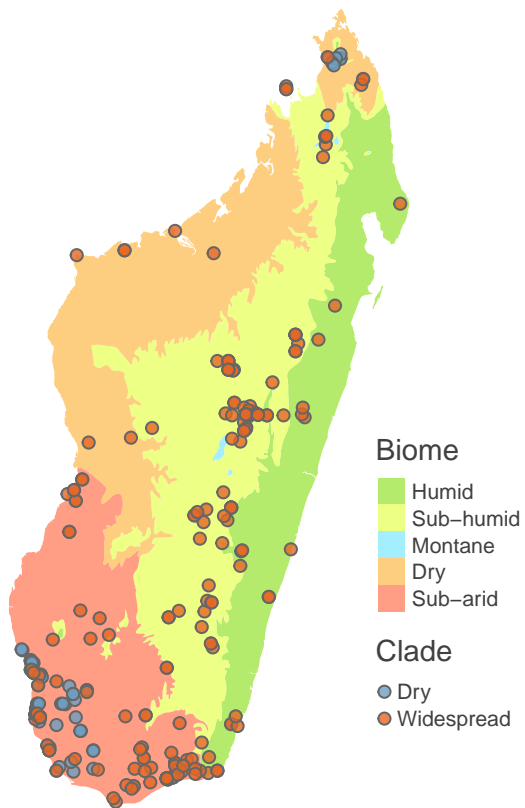 Biome
Humid
Sub−humid
Montane
Dry
Sub−arid
Clade
Dry
Widespread